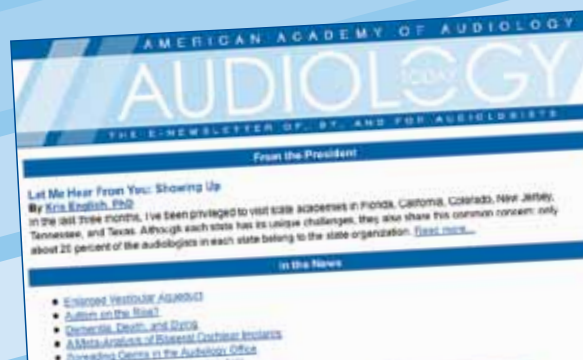 AMERICAN ACADEMY OF AUDIOLOGY
AUDIOLOGY
TODAY
THE E-NEWSLETTER OF, BY, AND FOR AUDIOLOGISTS
From the President
Let Me Hear From You: Showing Up
By Kris English, PhD
In the last three months, I've been privileged to visit state academies in Florida, California, Colorado, New Jersey,
Tennessee, and Texas. Although each state has its unique challenges, they also share this common concern: only
about 20 percent of the audiologists in each state belong to the state organization. Read more...
In the News
Enlarged Vestibular Aqueduct
Autism on the Rise?
Dementia, Death, and Dying
A Meta-Analysis of Bilateral Cochlear Implants
Spreading Germs in the Audiology Office